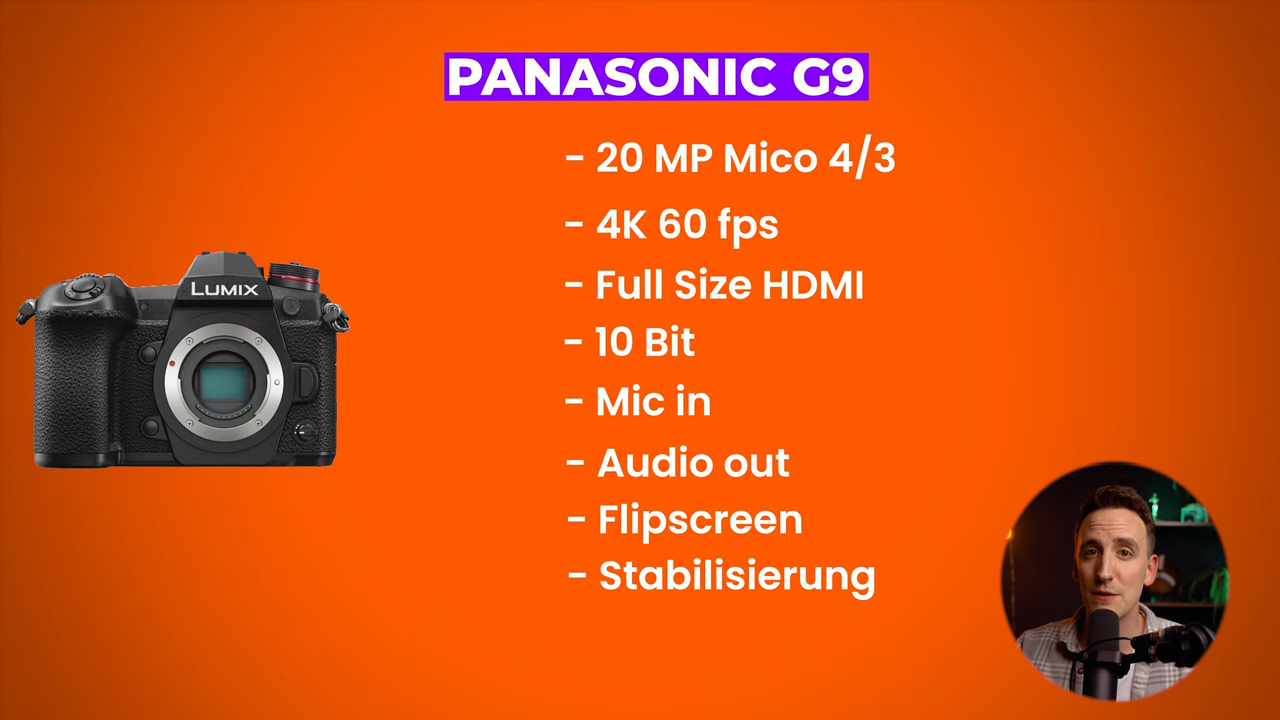 PANASONIC G9
- 20 MP Mico 4/3
- 4K 60 fps
- Full Size HDMI
LUMIX
- 10 Bit
- Mic in
- Audio out
- Flipscreen
- Stabilisierung